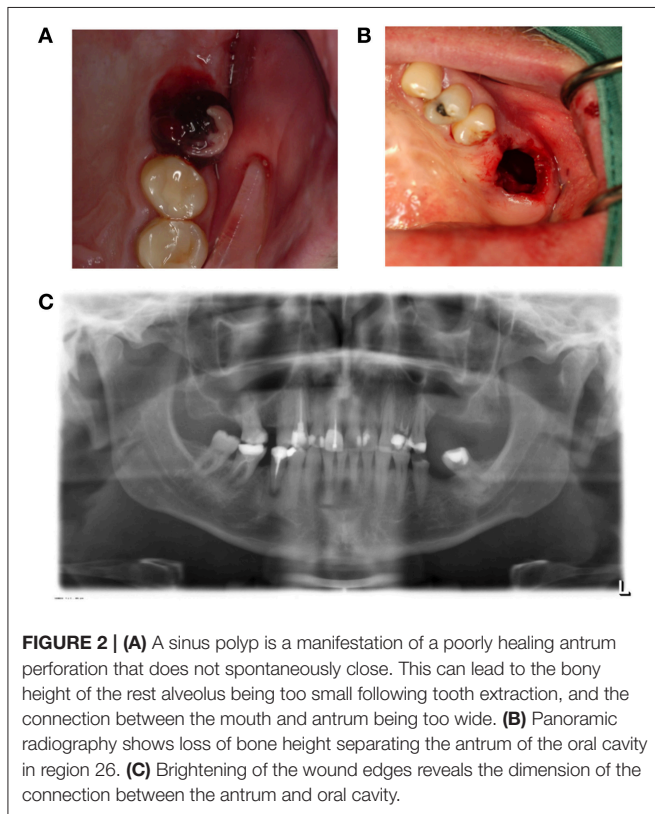 A
B
C
L
FIGURE 2 | (A) A sinus polyp is a manifestation of a poorly healing antrum
perforation that does not spontaneously close. This can lead to the bony
height of the rest alveolus being too small following tooth extraction, and the
connection between the mouth and antrum being too wide. (B) Panoramic
radiography shows loss of bone height separating the antrum of the oral cavity
in region 26. (C) Brightening of the wound edges reveals the dimension of the
connection between the antrum and oral cavity.